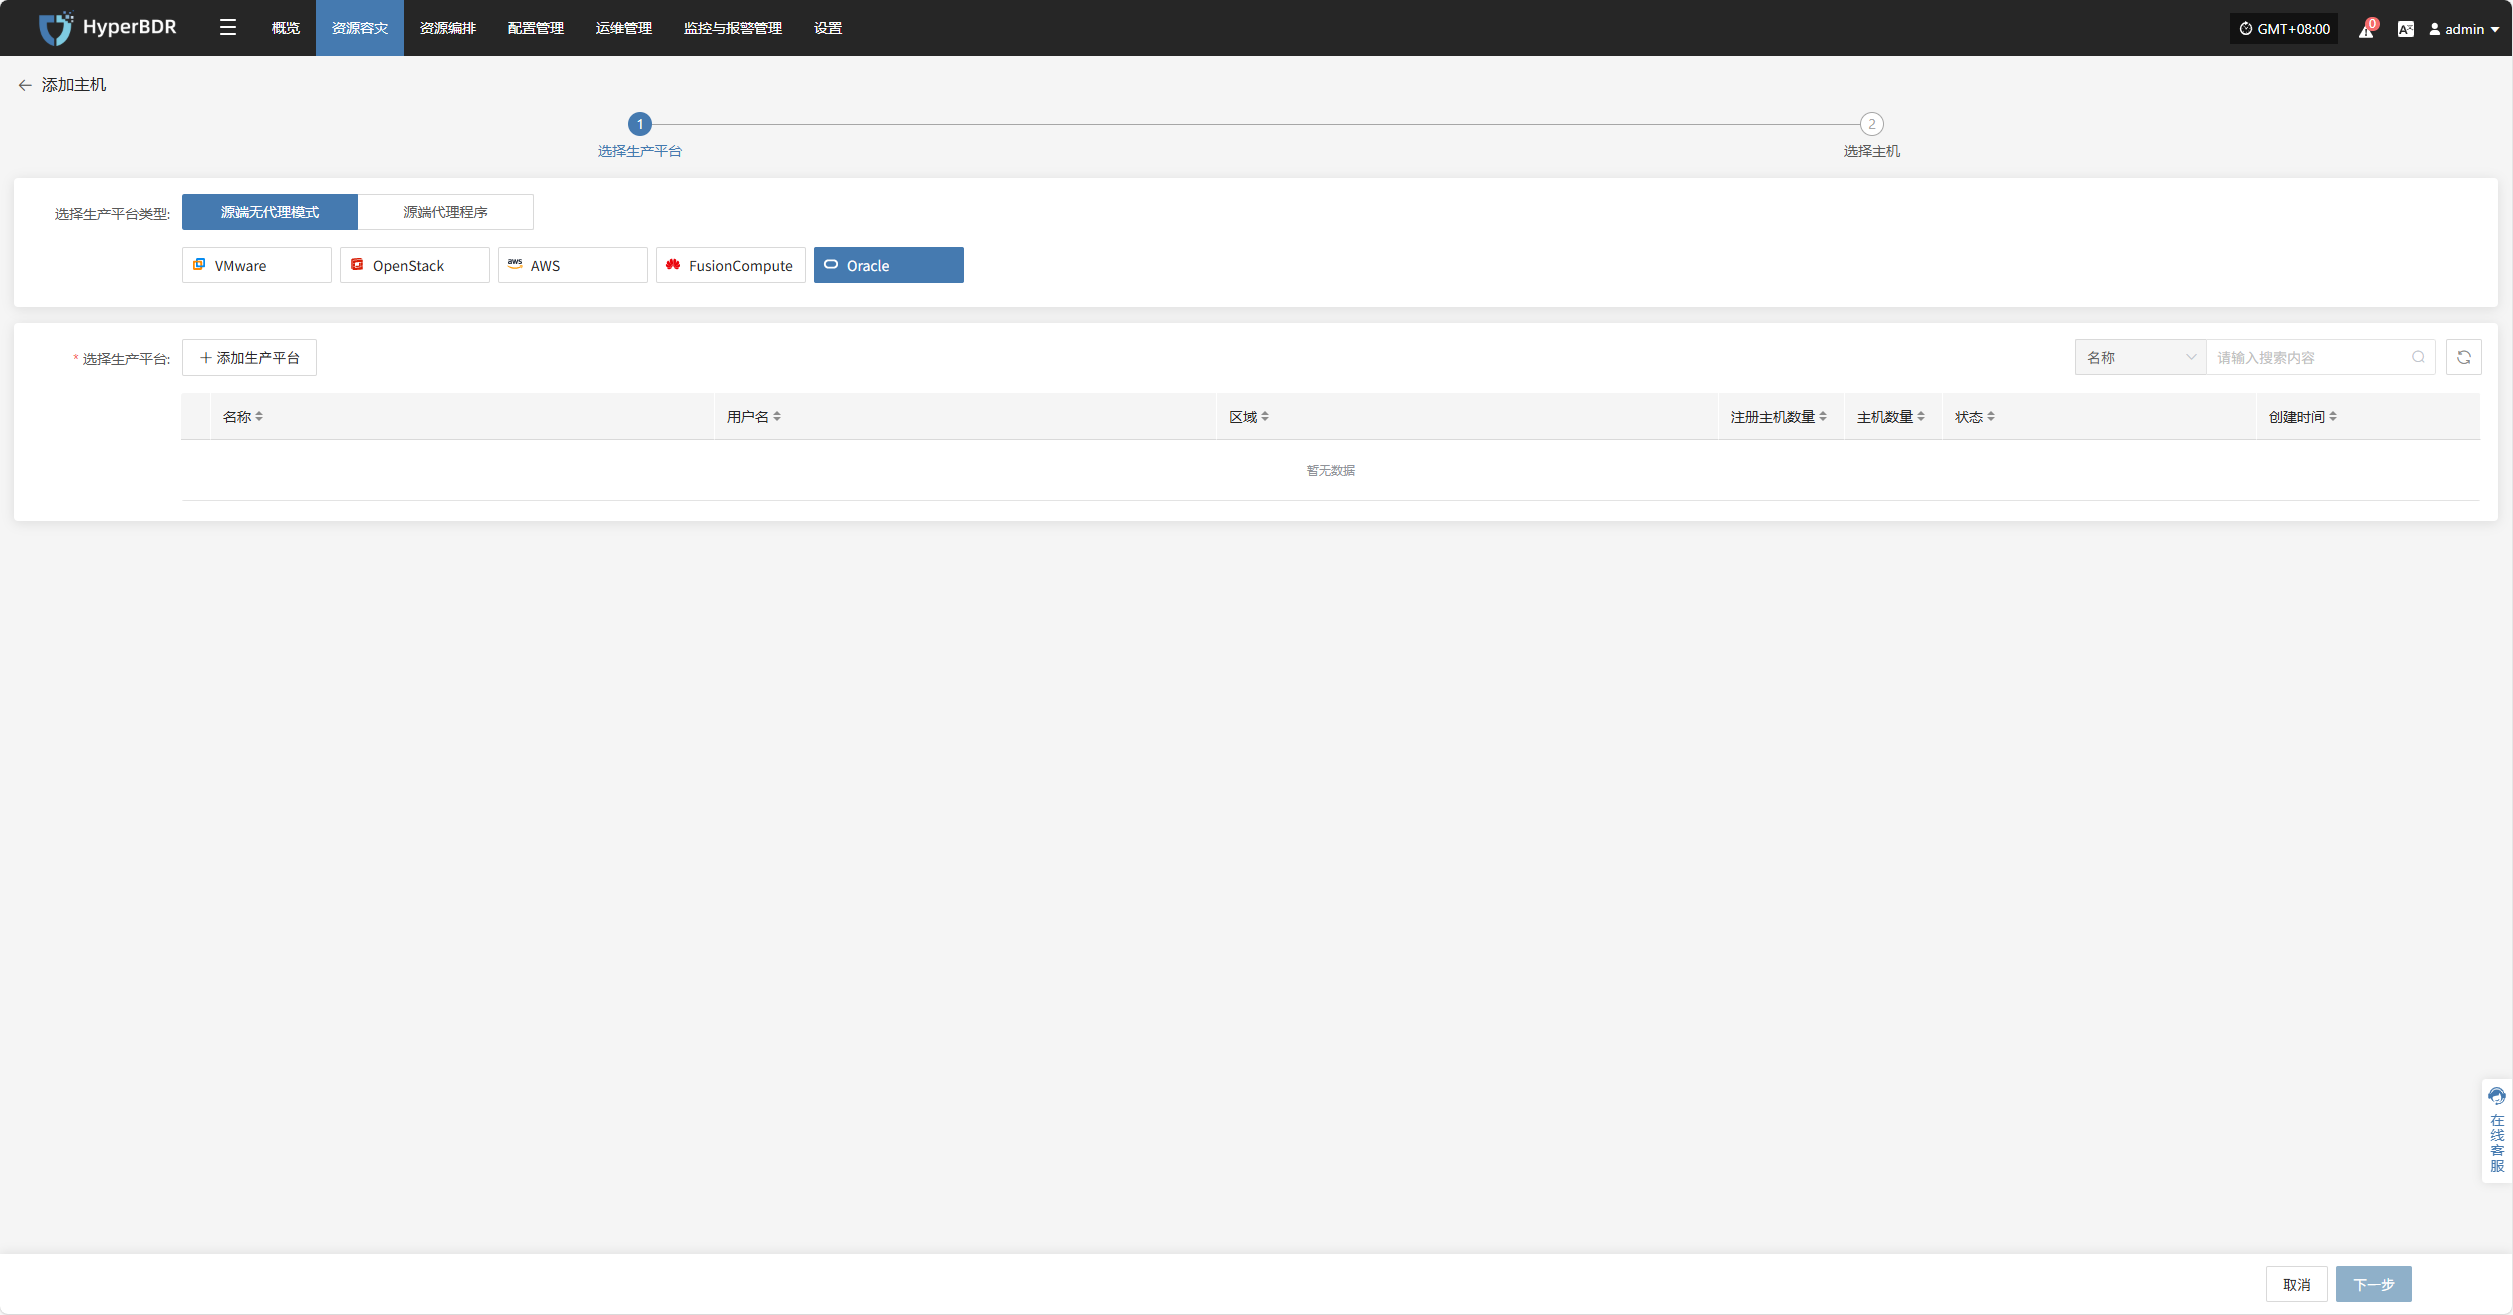 HyperBDR 概览 资源容灾 资源编排 配置管理 运维管理 监控与报警管理 设置 GMT+08:00 0 admin
添加主机
1 2
选择生产平台 选择主机
选择生产平台类型: 源端无代理模式 源端代理程序
VMware OpenStack aws AWS FusionCompute Oracle
* 选择生产平台: 添加生产平台 名称 请输入搜索内容
名称 用户名 区域 注册主机数量 主机数量 状态 创建时间
暂无数据
在线客服
取消 下一步